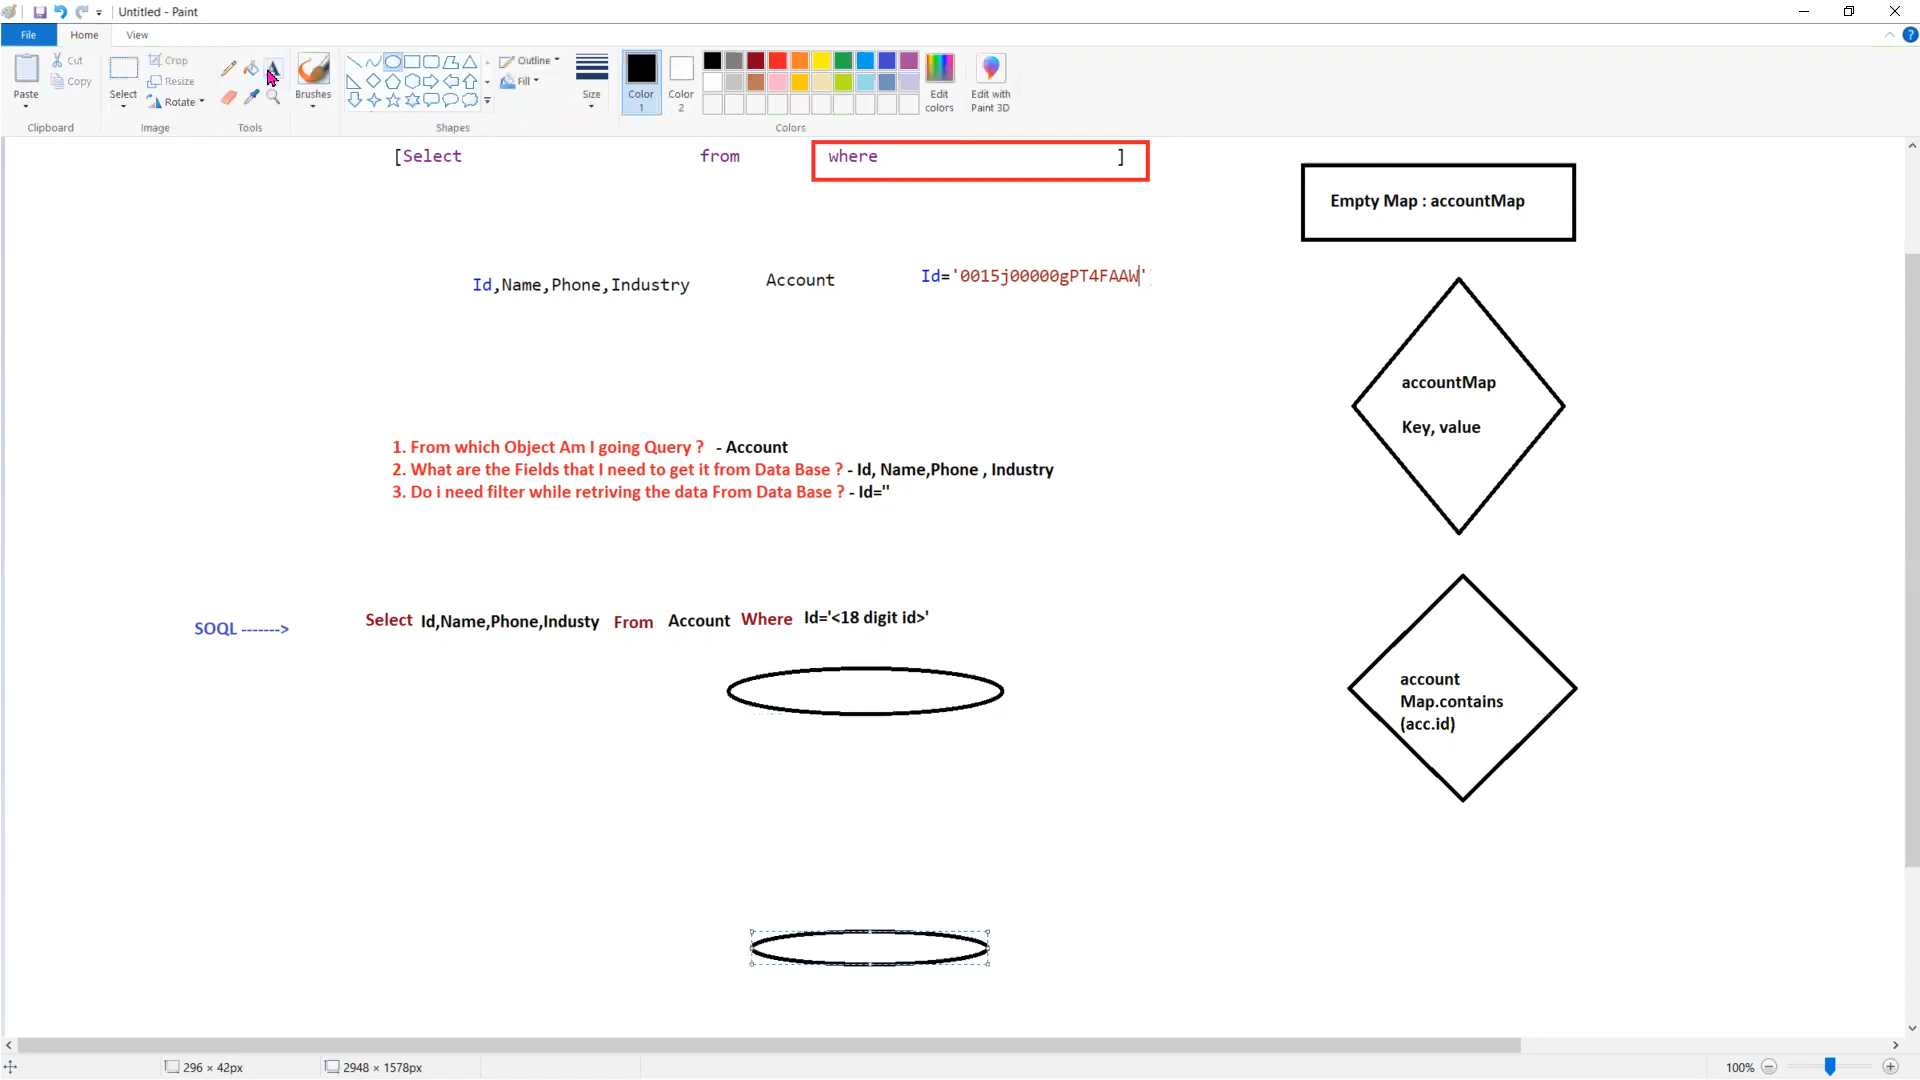 Untitled - Paint
File Home View
Paste
Cut
Copy
Clipboard
Select
Crop
Resize
Rotate
Image
Tools
Brushes
Shapes
Outline
Fill
Size
Color 1
Color 2
Edit colors
Edit with Paint 3D
Colors
[Select from where ]
Empty Map : accountMap
Id,Name,Phone,Industry Account Id='0015j00000gPT4FAAW'
accountMap
Key, value
1. From which Object Am I going Query ? - Account
2. What are the Fields that I need to get it from Data Base ? - Id, Name,Phone , Industry
3. Do i need filter while retriving the data From Data Base ? - Id=''
SOQL ------->
Select Id,Name,Phone,Industy From Account Where Id='<18 digit id>'
account
Map.contains
(acc.id)
296 × 42px
2948 × 1578px
100%